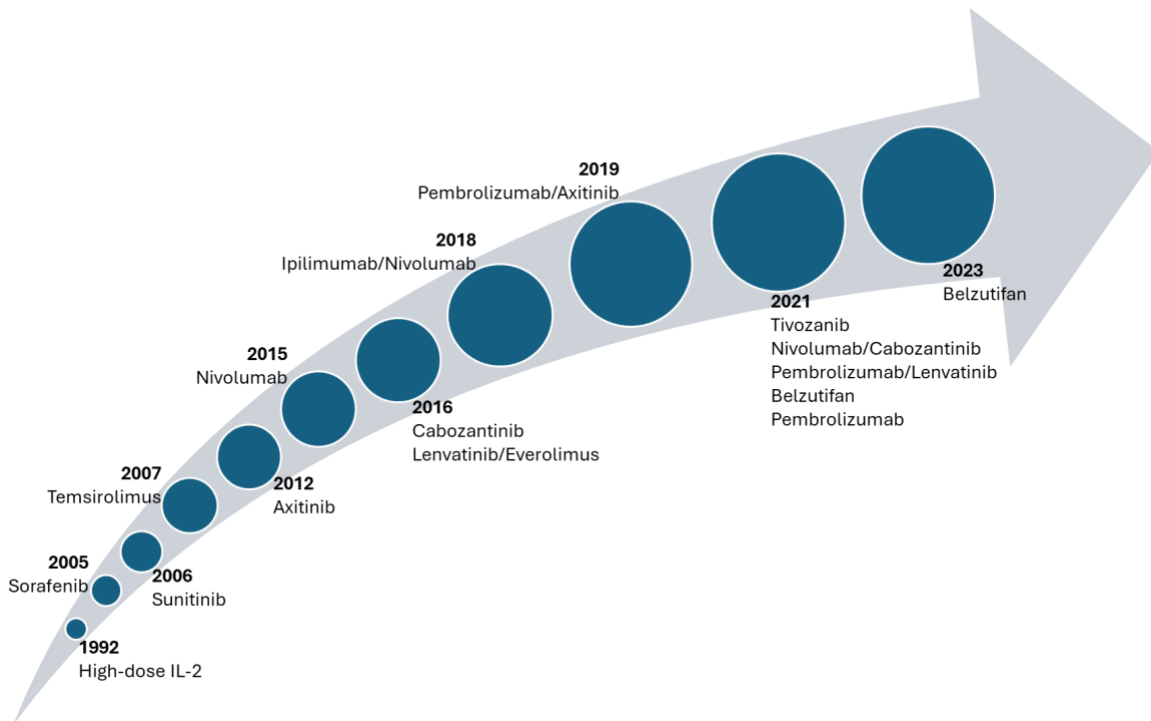 1992
High-dose IL-2
2005
Sorafenib
2006
Sunitinib
2007
Temsirolimus
2012
Axitinib
2015
Nivolumab
2016
Cabozantinib
Lenvatinib/Everolimus
2018
Ipilimumab/Nivolumab
2019
Pembrolizumab/Axitinib
2021
Tivozanib
Nivolumab/Cabozantinib
Pembrolizumab/Lenvatinib
Belzutifan
Pembrolizumab
2023
Belzutifan